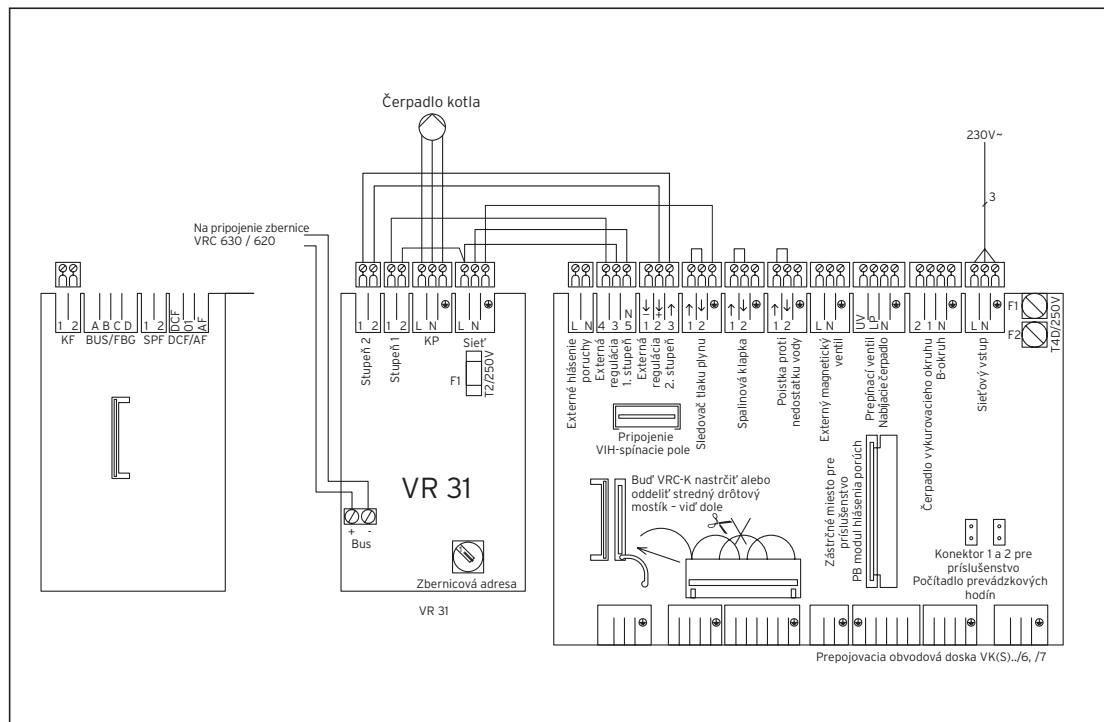 Čerpadlo kotla
230V~
3
Na pripojenie zbernice
VRC 630 / 620
1 2
KF
A B C D
BUS/FBG
1 2
SPF
DCF
O1
AF
DCF/AF
1 2
Stupeň 2
1 2
Stupeň 1
L N
KP
L N
Sieť
F1
T2/250V
VR 31
+ -
Bus
Zbernicová adresa
VR 31
L N
Externé hlásenie
poruchy
4 3 5
N
Externá
regulácia
1. stupeň
- +
1 2 3
Externá
regulácia
2. stupeň
1 2
Sledovač tlaku plynu
1 2
Spalinová klapka
1 2
Poistka proti
nedostatku vody
L N
Externý magnetický
ventil
UV
LP
N
Prepínací ventil
Nabíjacie čerpadlo
2 1 N
Čerpadlo vykurovacieho okruhu
B-okruh
L N
Sieťový vstup
F1
F2
T4D/250V
Pripojenie
VIH-spínacie pole
Buď VRC-K nastrčiť alebo
oddeliť stredný drôtový
mostík – viď dole
Zástrčné miesto pre
príslušenstvo
PB modul hlásenia porúch
Konektor 1 a 2 pre
príslušenstvo
Počítadlo prevádzkových
hodín
Prepojovacia obvodová doska VK(S)../6, /7